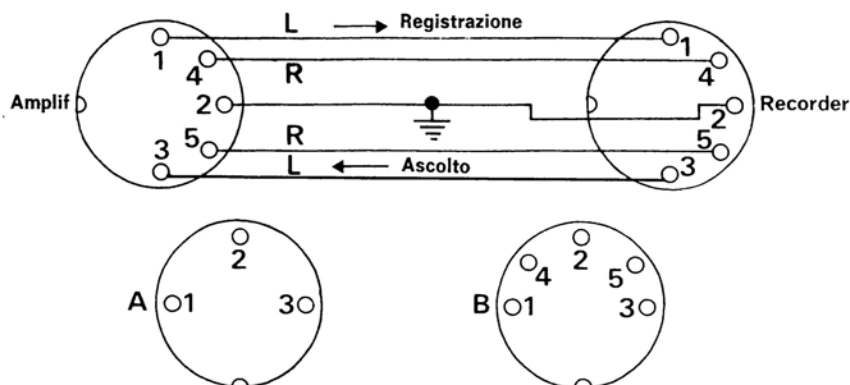 L Registrazione
1 1
4 4
R
Amplif 2 2 Recorder
5 R 5
3 L Ascolto 3
2 2
4 5
A 1 3 B 1 3